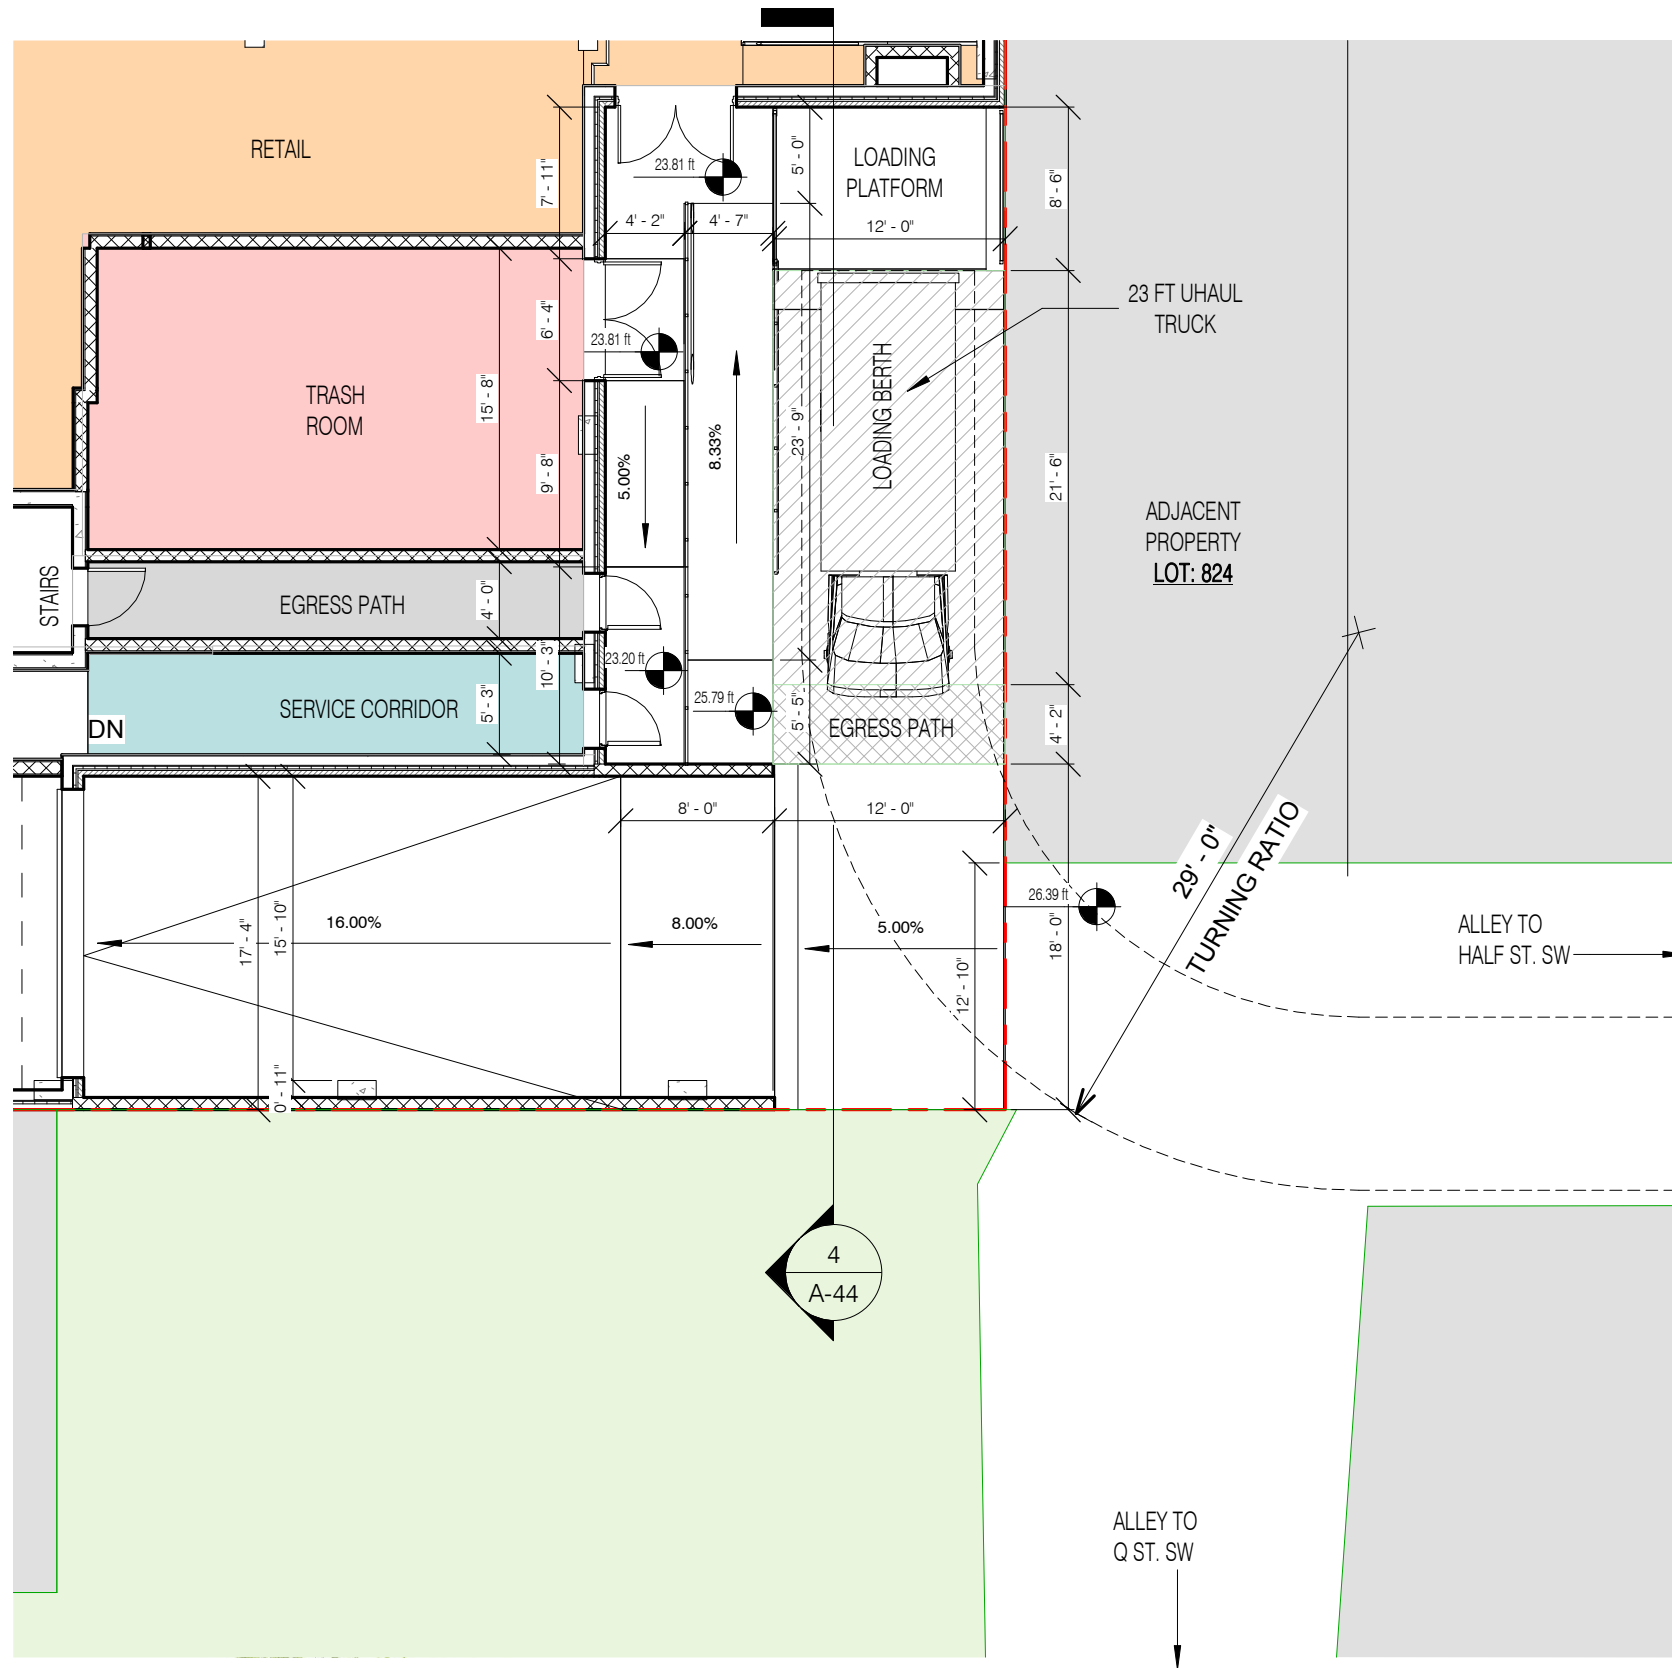 RETAIL
7' - 11"
23.81 ft
5' - 0"
LOADING
PLATFORM
8' - 6"
4' - 2"
4' - 7"
12' - 0"
6' - 4"
23.81 ft
23 FT UHAUL
TRUCK
TRASH
ROOM
15' - 8"
9' - 8"
5.00%
8.33%
23' - 9"
LOADING BERTH
21' - 6"
ADJACENT
PROPERTY
LOT: 824
STAIRS
EGRESS PATH
4' - 0"
10' - 3"
23.20 ft
25.79 ft
SERVICE CORRIDOR
5' - 3"
DN
5' - 5"
EGRESS PATH
4' - 2"
8' - 0"
12' - 0"
29' - 0"
TURNING RATIO
26.39 ft
16.00%
8.00%
5.00%
17' - 4"
15' - 10"
12' - 10"
18' - 0"
0' - 11"
ALLEY TO
HALF ST. SW
4
A-44
ALLEY TO
Q ST. SW